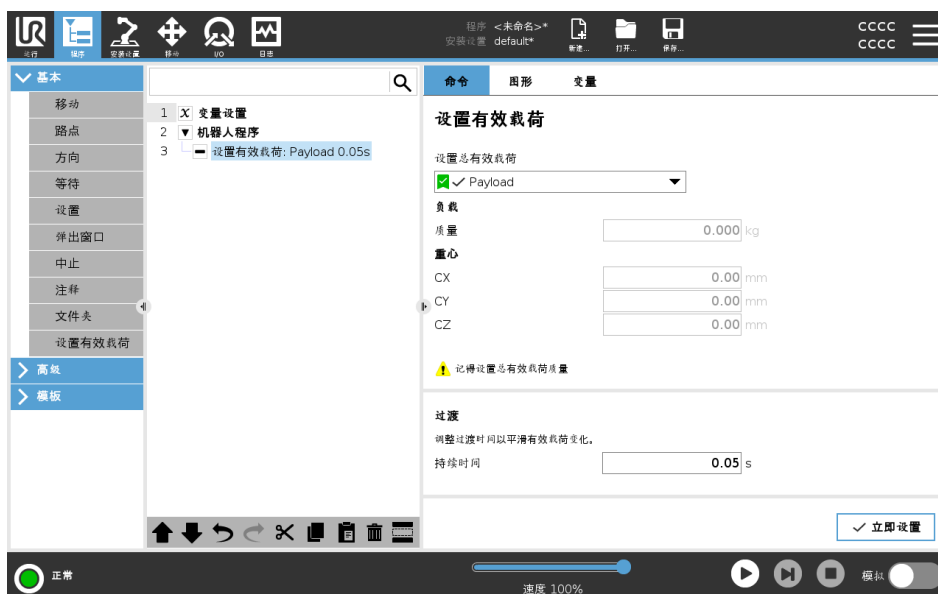 UR
运行
程序
安装设置
移动
I/O
日志
程序 <未命名>*
安装设置 default*
新建...
打开...
保存...
CCCC
CCCC
基本
移动
路点
方向
等待
设置
弹出窗口
中止
注释
文件夹
设置有效载荷
高级
模板
1 x 变量设置
2 机器人程序
3 设置有效载荷: Payload 0.05s
命令 图形 变量
设置有效载荷
设置总有效载荷
Payload
负载
质量 0.000 kg
重心
CX 0.00 mm
CY 0.00 mm
CZ 0.00 mm
记得设置总有效载荷质量
过渡
调整过渡时间以平滑有效载荷变化。
持续时间 0.05 s
立即设置
正常
速度 100%
模拟